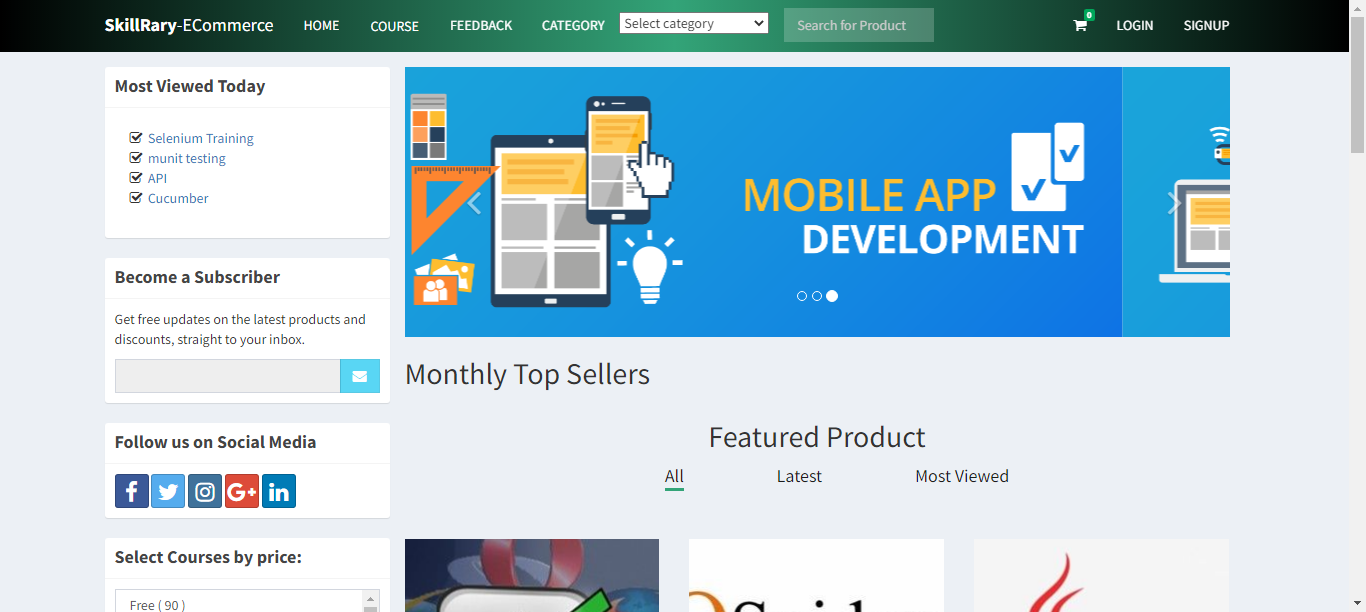 SkillRary-ECommerce
HOME
COURSE
FEEDBACK
CATEGORY
Select category
Search for Product
0
LOGIN
SIGNUP
Most Viewed Today
Selenium Training
munit testing
API
Cucumber
Become a Subscriber
Get free updates on the latest products and
discounts, straight to your inbox.
Follow us on Social Media
Select Courses by price:
Free ( 90 )
MOBILE APP
DEVELOPMENT
Monthly Top Sellers
Featured Product
All
Latest
Most Viewed